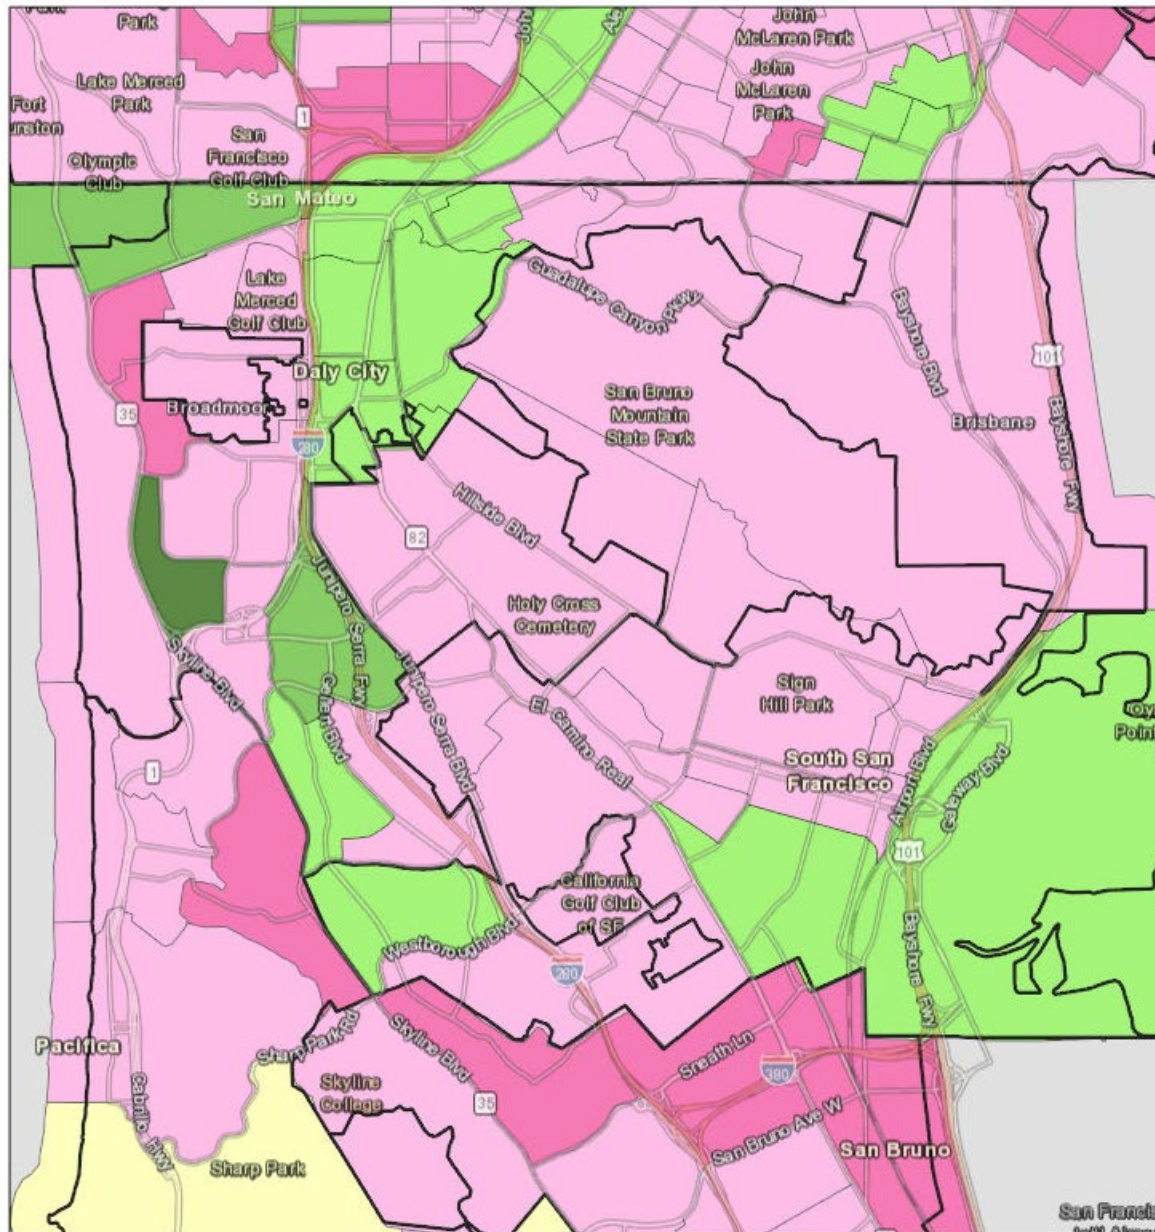 Park
Park
John
McLaren Park
Lake Merced
Park
John
McLaren
Park
Fort
1
San
Francisco
Golf Club
Olympic
Club
San Mateo
Guadalupe Canyon Pkwy
Lake
Merced
Golf Club
Bayshore Blvd
101
Daly City
San Bruno
Mountain
State Park
Broadmoor
35
Brisbane
280
Bayshore Fwy
Hillside Blvd
82
Junipero Serra Fwy
Holy Cross
Cemetery
Skyline Blvd
Junipero Serra Blvd
Sign
Hill Park
Gellert Blvd
El Camino Real
Point
1
South San
Francisco
Airport Blvd
Gateway Blvd
101
California
Golf Club
of SF
Westborough Blvd
280
Bayshore Fwy
Pacifica
Sharp Park Rd
Skyline Blvd
Sneath Ln
380
Cabrillo Hwy
Skyline
College
35
San Bruno Ave W
San Bruno
Sharp Park
San Francis